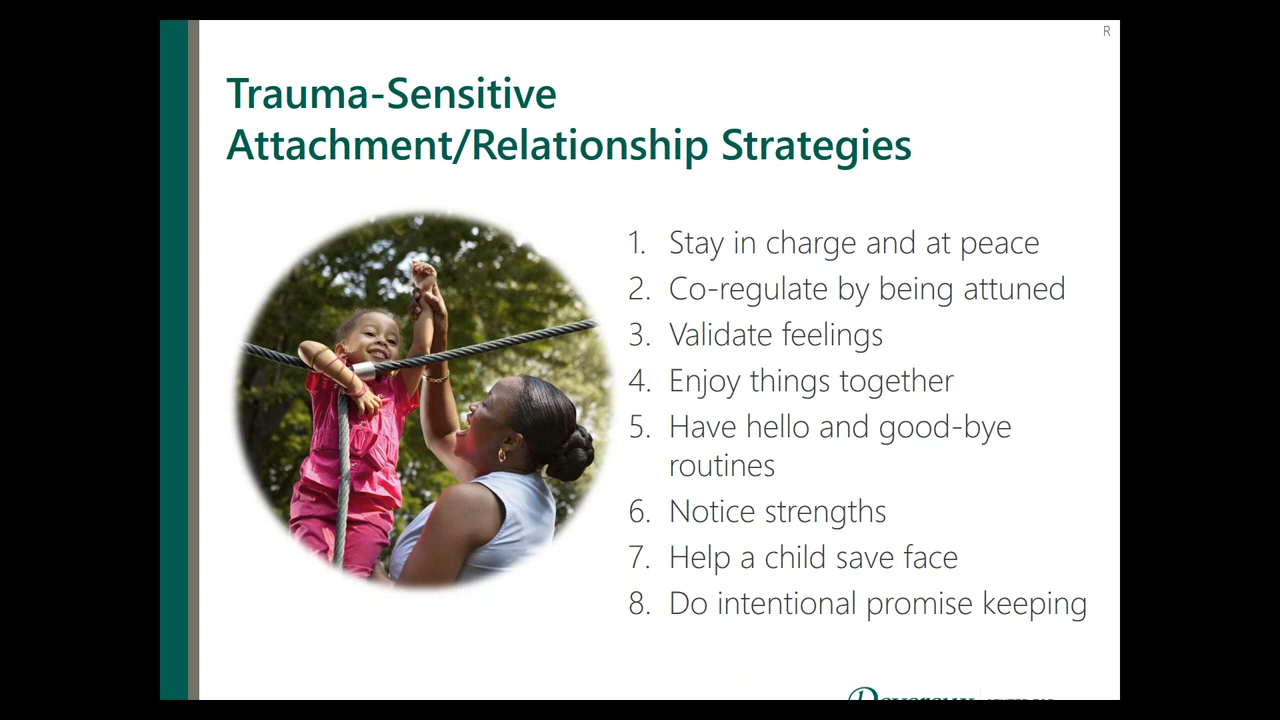 R
Trauma-Sensitive
Attachment/Relationship Strategies
1. Stay in charge and at peace
2. Co-regulate by being attuned
3. Validate feelings
4. Enjoy things together
5. Have hello and good-bye
routines
6. Notice strengths
7. Help a child save face
8. Do intentional promise keeping